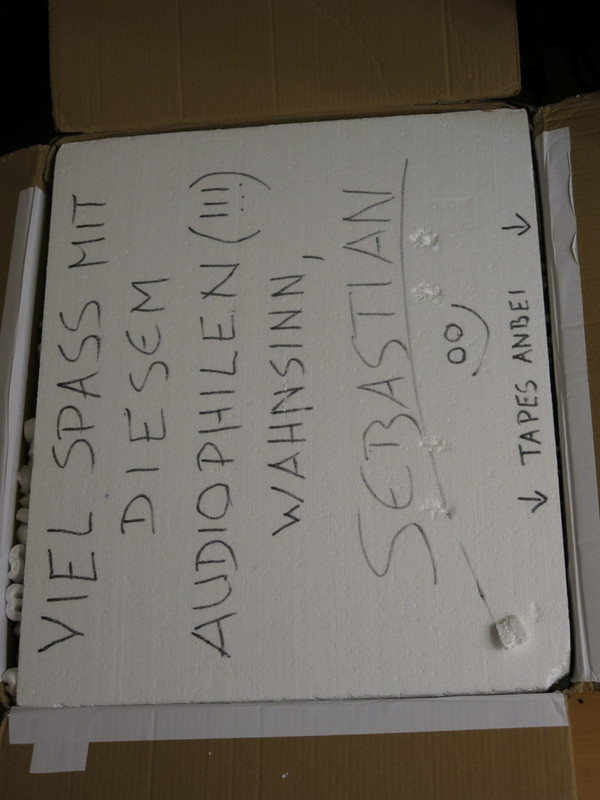 VIEL SPASS MIT
DIESEM
AUDIOPHILEN (!!!)
WAHNSINN,
SEBASTIAN
↓ TAPES ANBEI ↓